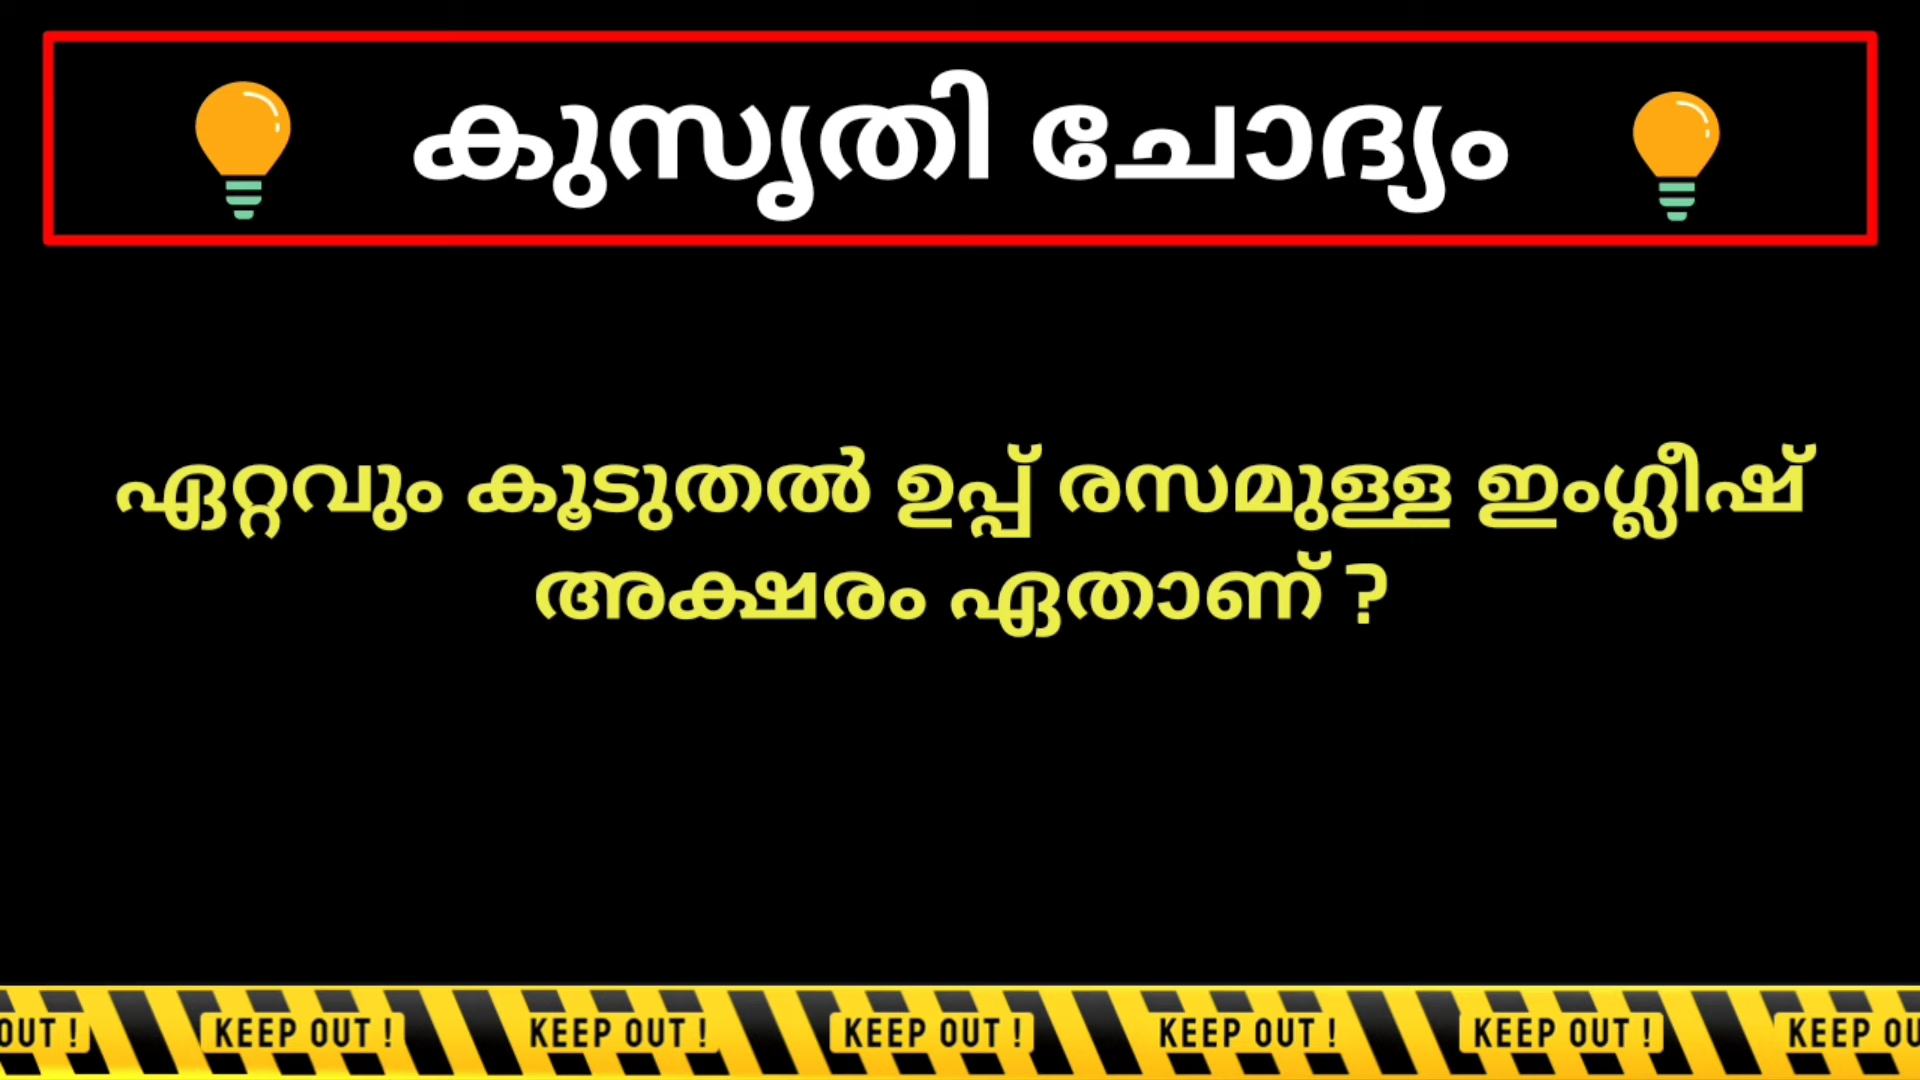 കുസൃതി ചോദ്യം
ഏറ്റവും കൂടുതൽ ഉപ്പ് രസമുള്ള ഇംഗ്ലീഷ്
അക്ഷരം ഏതാണ് ?
OUT ! KEEP OUT ! KEEP OUT ! KEEP OUT ! KEEP OUT ! KEEP OUT ! KEEP OU